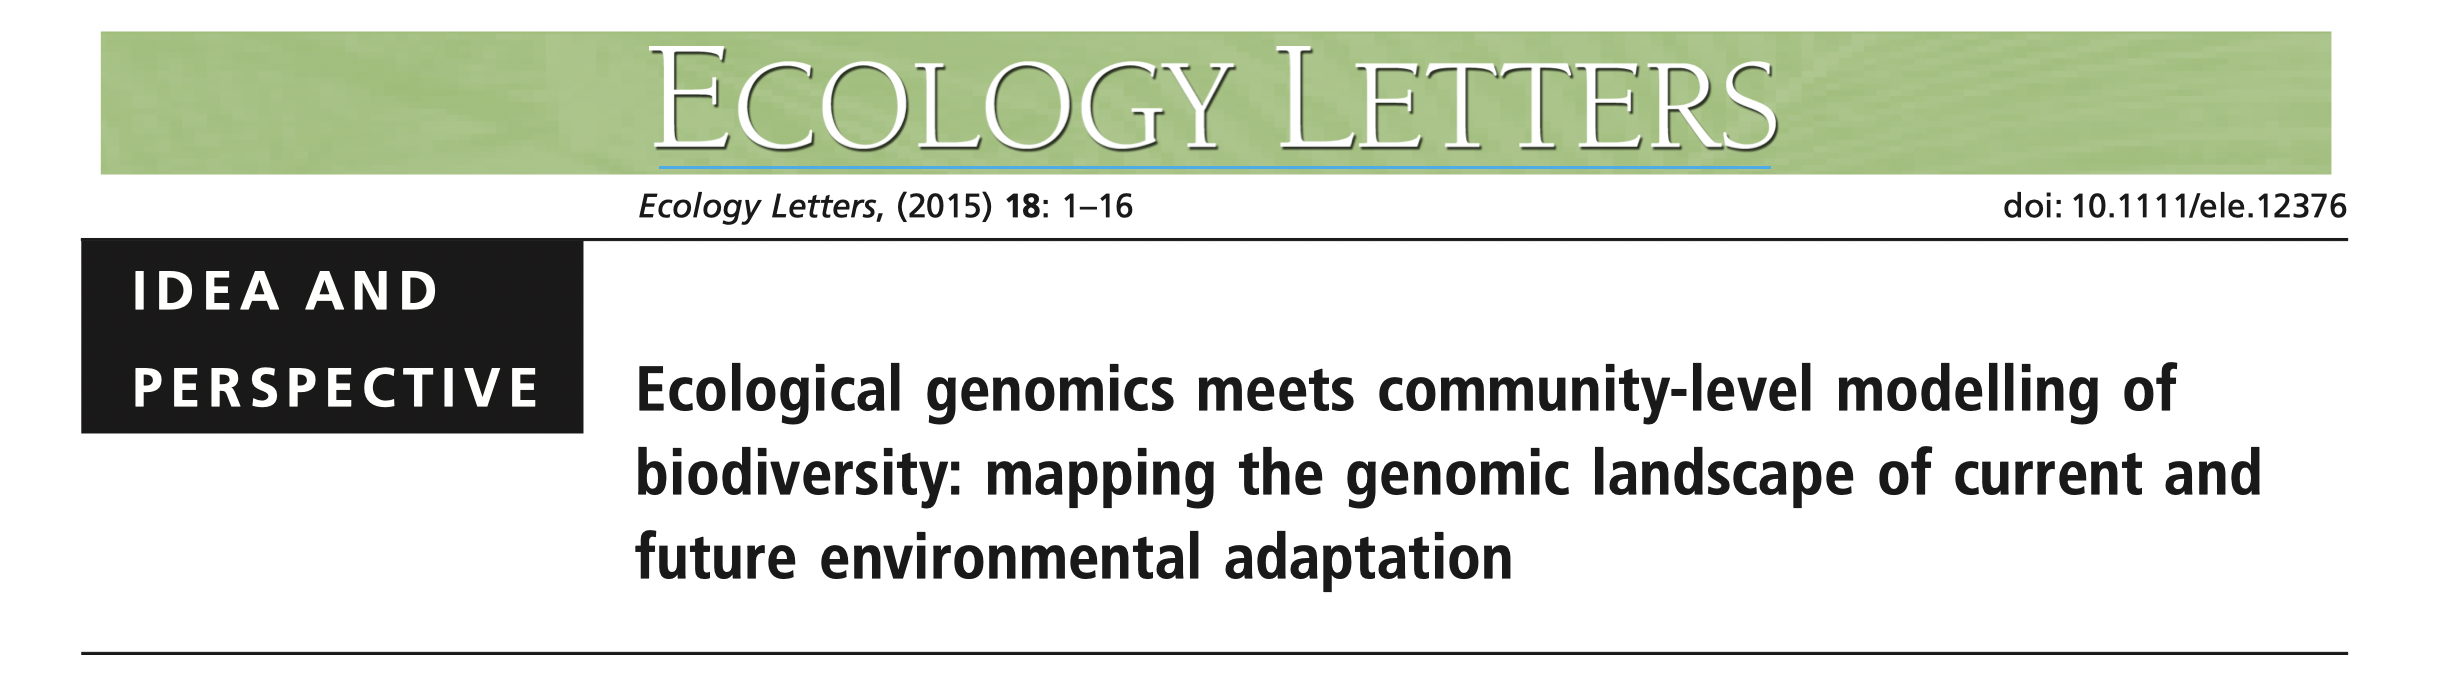 ECOLOGY LETTERS
Ecology Letters, (2015) 18: 1–16
doi: 10.1111/ele.12376
IDEA AND
PERSPECTIVE
Ecological genomics meets community-level modelling of
biodiversity: mapping the genomic landscape of current and
future environmental adaptation